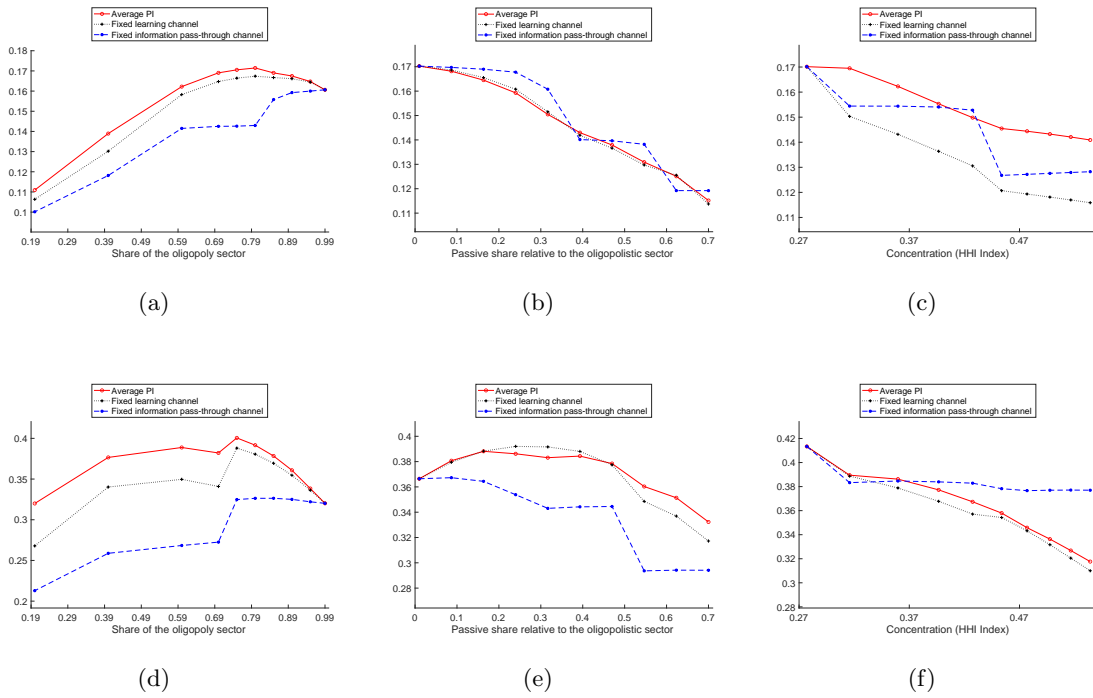 Average PI
Fixed learning channel
Fixed information pass-through channel
0.18
0.17
0.16
0.15
0.14
0.13
0.12
0.11
0.1
0.19 0.29 0.39 0.49 0.59 0.69 0.79 0.89 0.99
Share of the oligopoly sector
(a)
Average PI
Fixed learning channel
Fixed information pass-through channel
0.17
0.16
0.15
0.14
0.13
0.12
0.11
0 0.1 0.2 0.3 0.4 0.5 0.6 0.7
Passive share relative to the oligopolistic sector
(b)
Average PI
Fixed learning channel
Fixed information pass-through channel
0.17
0.16
0.15
0.14
0.13
0.12
0.11
0.27 0.37 0.47
Concentration (HHI Index)
(c)
Average PI
Fixed learning channel
Fixed information pass-through channel
0.4
0.35
0.3
0.25
0.2
0.19 0.29 0.39 0.49 0.59 0.69 0.79 0.89 0.99
Share of the oligopoly sector
(d)
Average PI
Fixed learning channel
Fixed information pass-through channel
0.4
0.38
0.36
0.34
0.32
0.3
0.28
0 0.1 0.2 0.3 0.4 0.5 0.6 0.7
Passive share relative to the oligopolistic sector
(e)
Average PI
Fixed learning channel
Fixed information pass-through channel
0.42
0.4
0.38
0.36
0.34
0.32
0.3
0.28
0.27 0.37 0.47
Concentration (HHI Index)
(f)